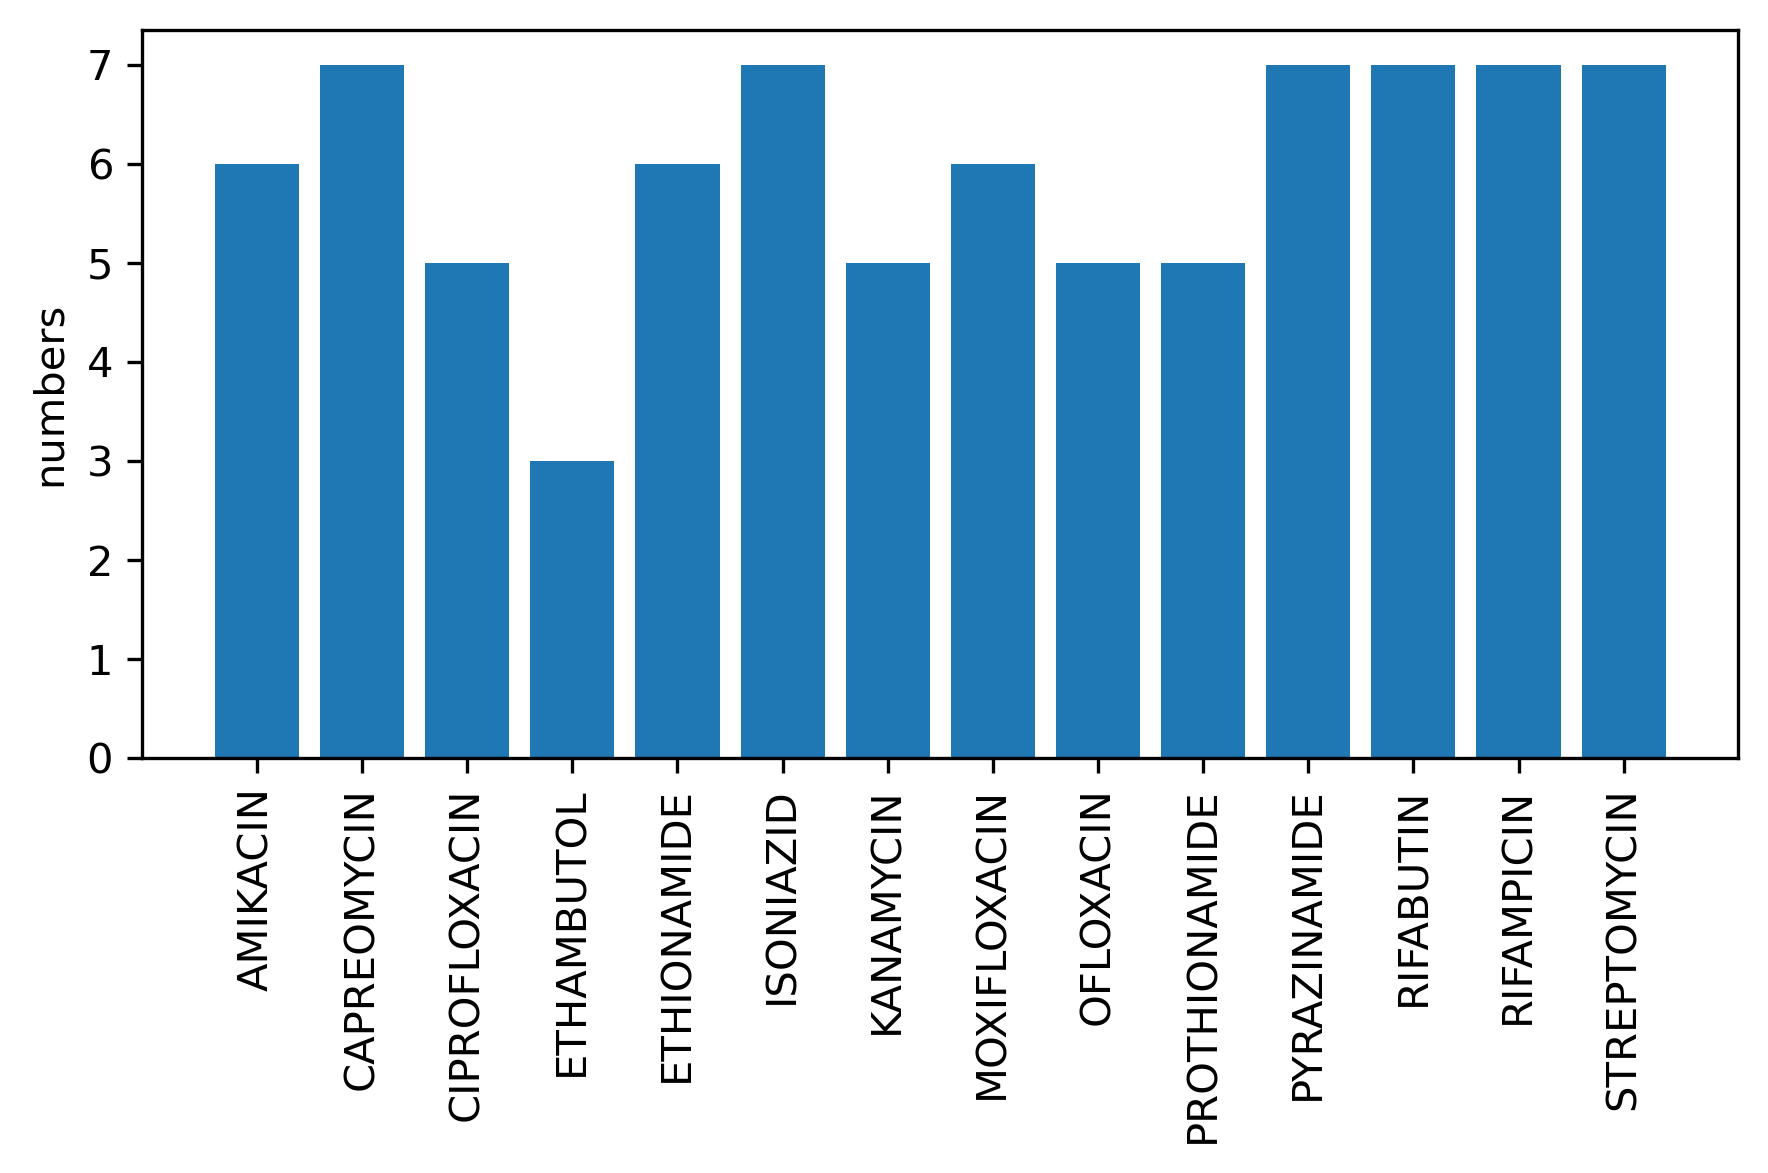 7
6
5
4
3
2
1
0
numbers
AMIKACIN
CAPREOMYCIN
CIPROFLOXACIN
ETHAMBUTOL
ETHIONAMIDE
ISONIAZID
KANAMYCIN
MOXIFLOXACIN
OFLOXACIN
PROTHIONAMIDE
PYRAZINAMIDE
RIFABUTIN
RIFAMPICIN
STREPTOMYCIN